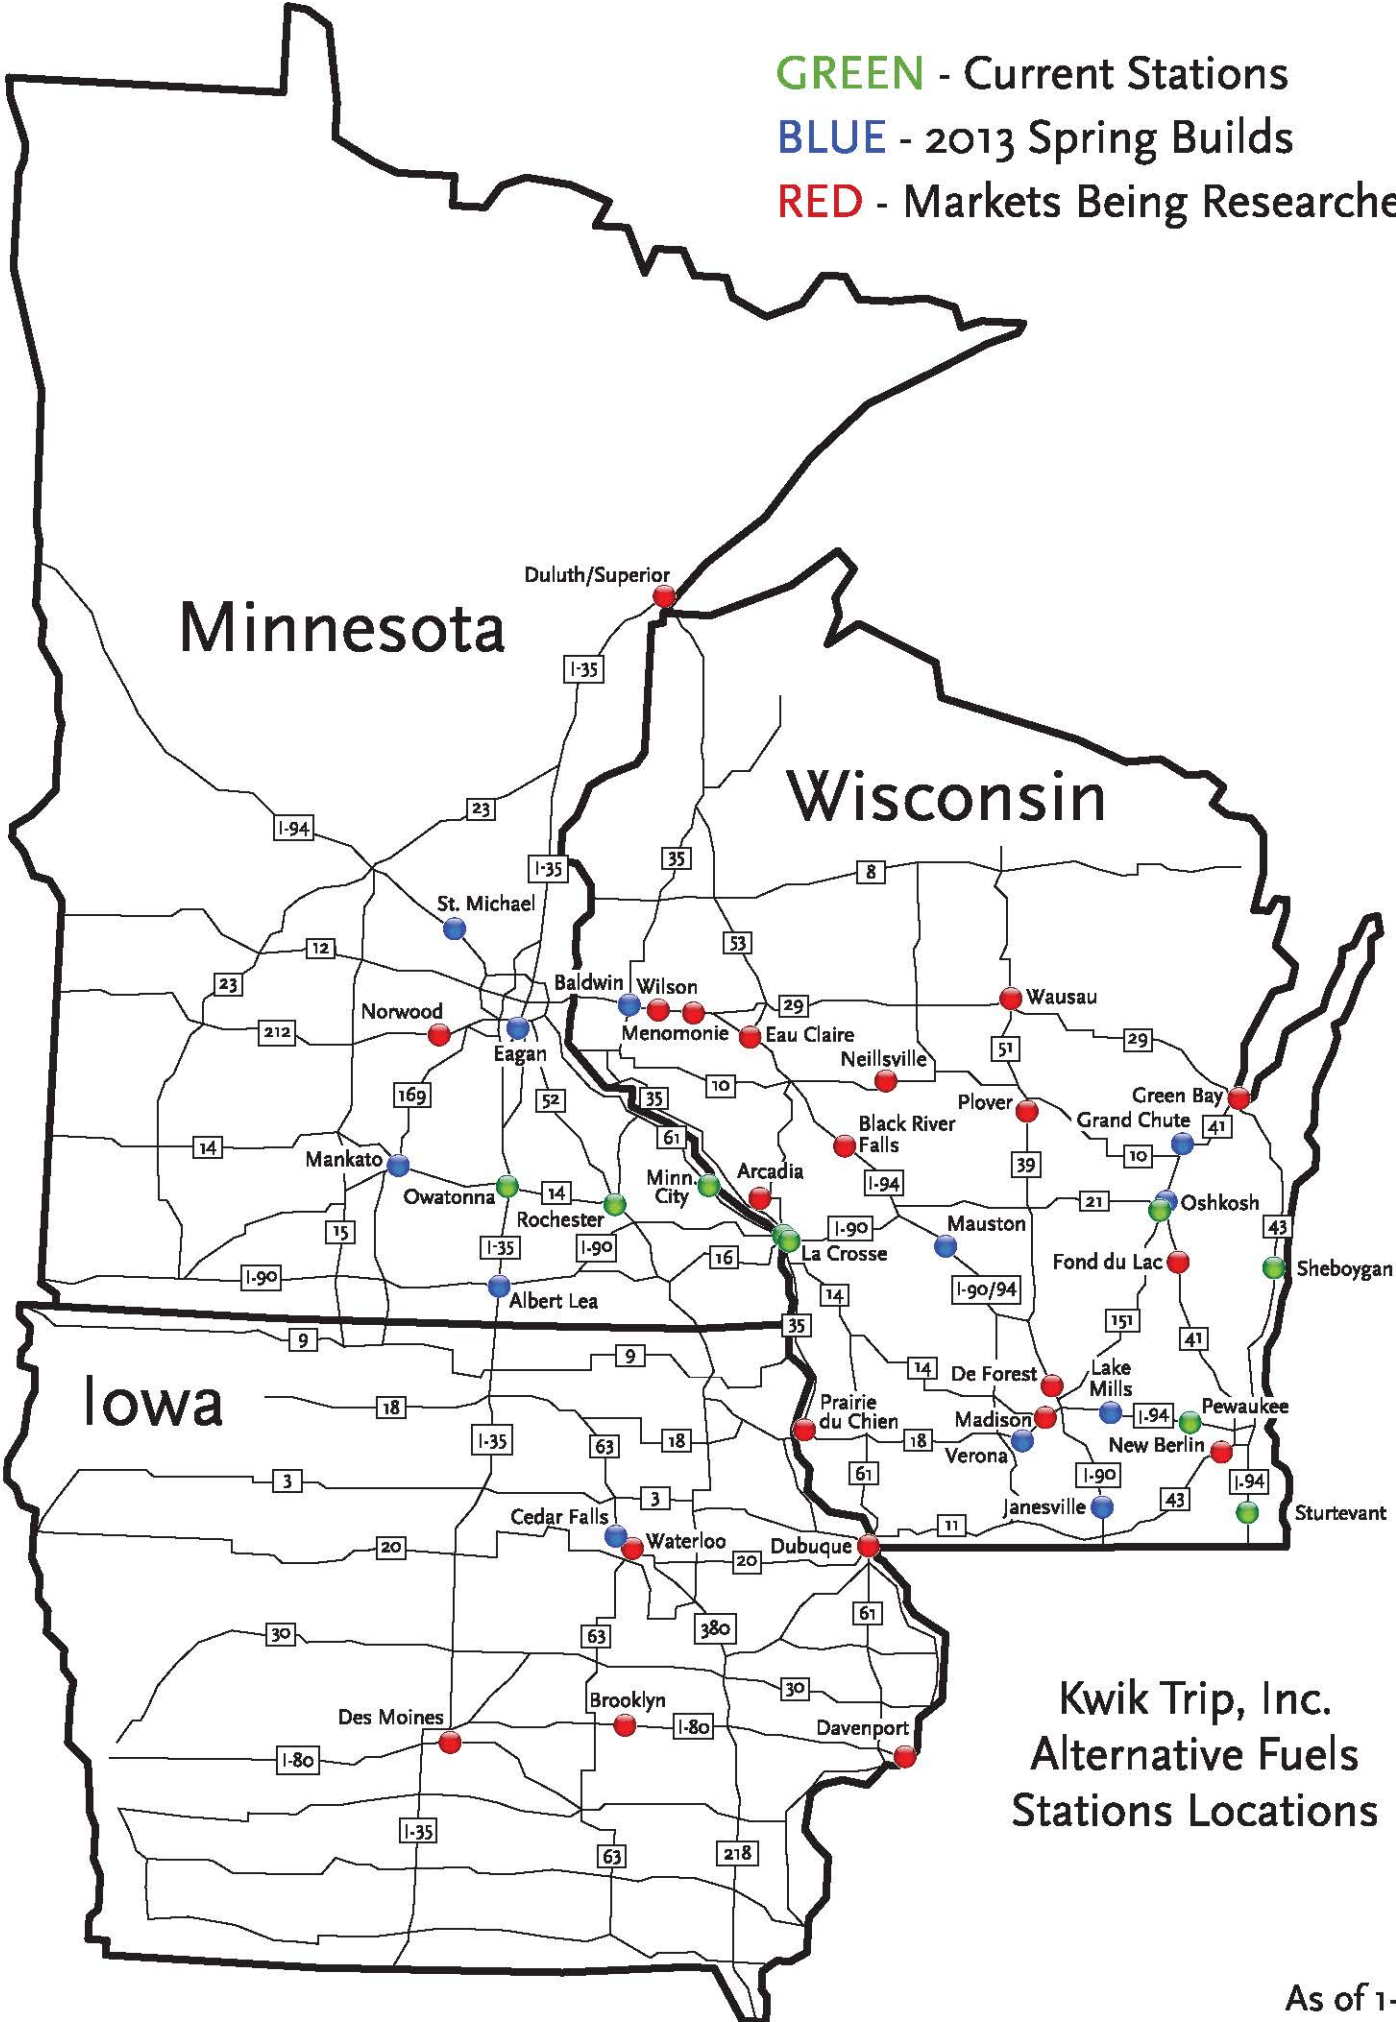 GREEN - Current Stations
BLUE - 2013 Spring Builds
RED - Markets Being Researche
Duluth/Superior
Minnesota
I-35
Wisconsin
23
I-94
35
I-35
8
St. Michael
53
12
23
Baldwin
Wilson
Norwood
29
Wausau
212
Eagan
Menomonie
Eau Claire
51
29
Neillsville
10
169
52
35
Plover
Green Bay
Grand Chute
41
61
Black River
Falls
14
Mankato
10
39
Minn.
City
Arcadia
I-94
Owatonna
14
Rochester
21
Oshkosh
15
I-35
I-90
16
I-90
La Crosse
Mauston
43
Fond du Lac
Sheboygan
I-90
Albert Lea
14
I-90/94
35
151
41
9
9
Iowa
14
De Forest
Lake
Mills
18
Prairie
du Chien
Madison
I-94
Pewaukee
I-35
63
18
18
Verona
New Berlin
3
61
I-90
I-94
3
43
Cedar Falls
Janesville
Sturtevant
20
Waterloo
20
Dubuque
11
30
63
380
61
30
Kwik Trip, Inc.
Alternative Fuels
Stations Locations
Des Moines
Brooklyn
I-80
Davenport
I-80
I-35
63
218
As of 1-